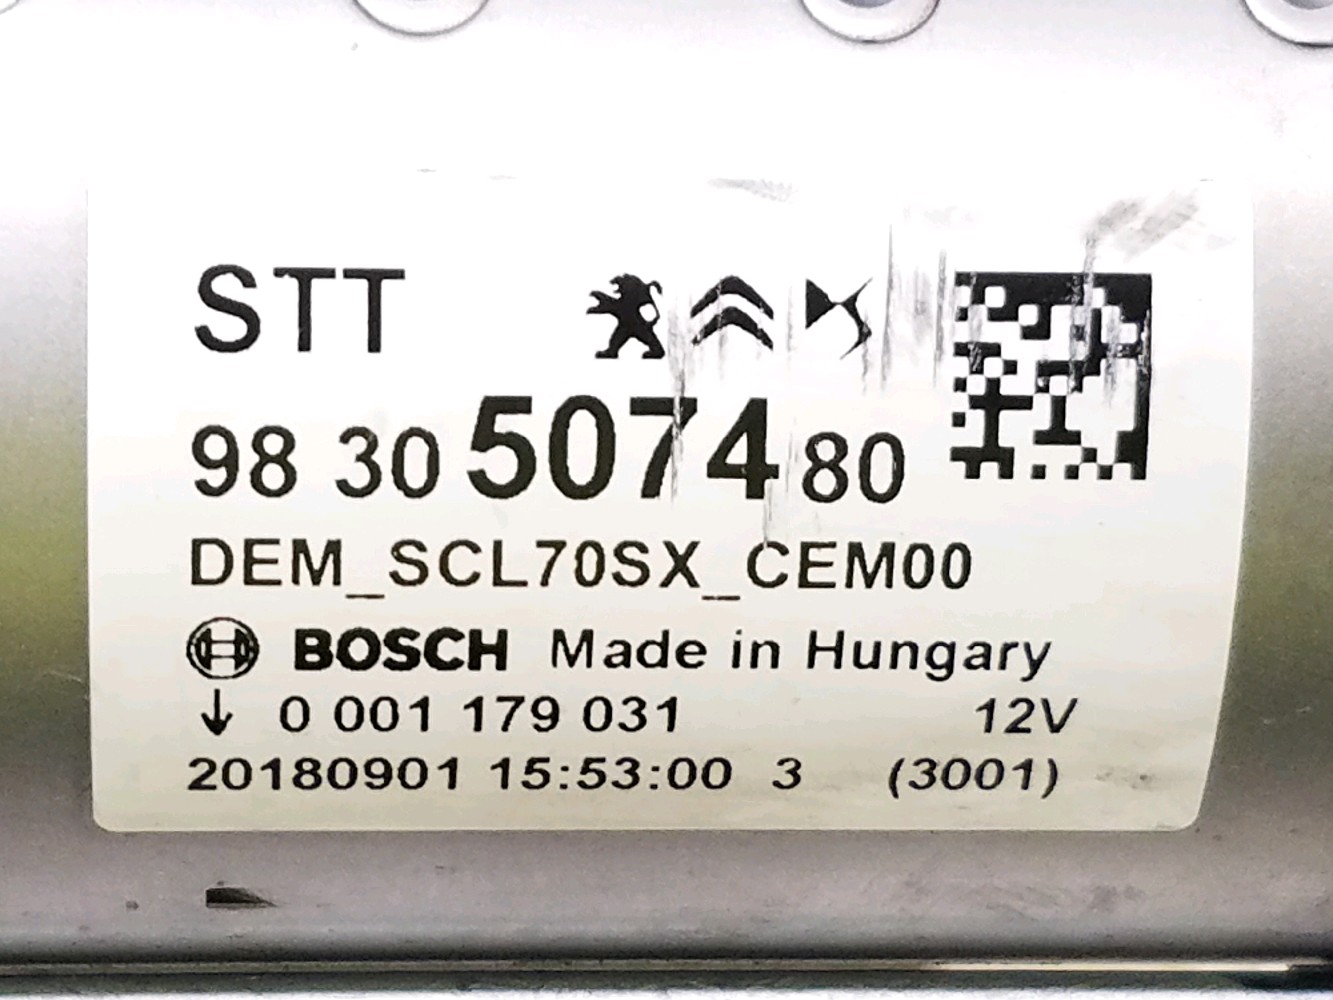 STT
98 30 5074 80
DEM_SCL70SX_CEM00
BOSCH Made in Hungary
↓ 0 001 179 031 12V
20180901 15:53:00 3 (3001)